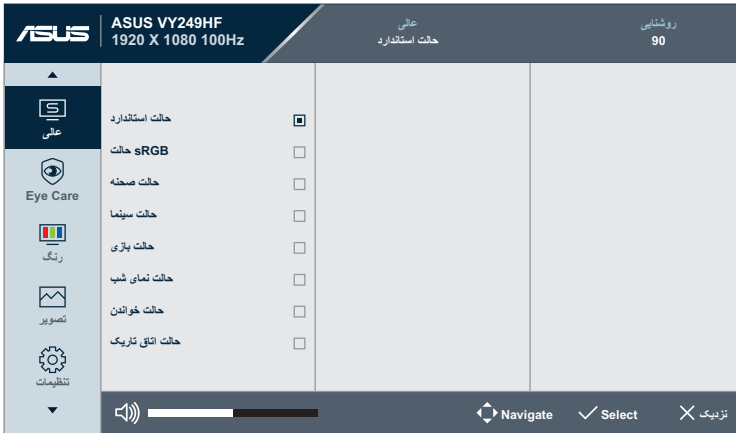 ASUS
ASUS VY249HF
1920 X 1080 100Hz
عالی
حالت استاندارد
روشنایی
90
عالی
Eye Care
رنگ
تصویر
تنظیمات
حالت استاندارد
حالت sRGB
حالت صحنه
حالت سینما
حالت بازی
حالت نمای شب
حالت خواندن
حالت اتاق تاریک
Navigate
Select
نزدیک